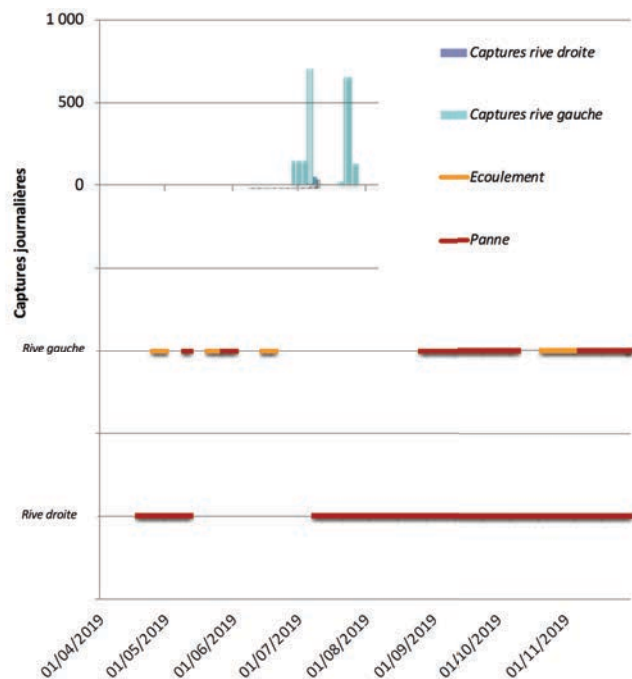 1 000
500
0
Captures journalières
Captures rive droite
Captures rive gauche
Ecoulement
Panne
Rive gauche
Rive droite
01/04/2019
01/05/2019
01/06/2019
01/07/2019
01/08/2019
01/09/2019
01/10/2019
01/11/2019